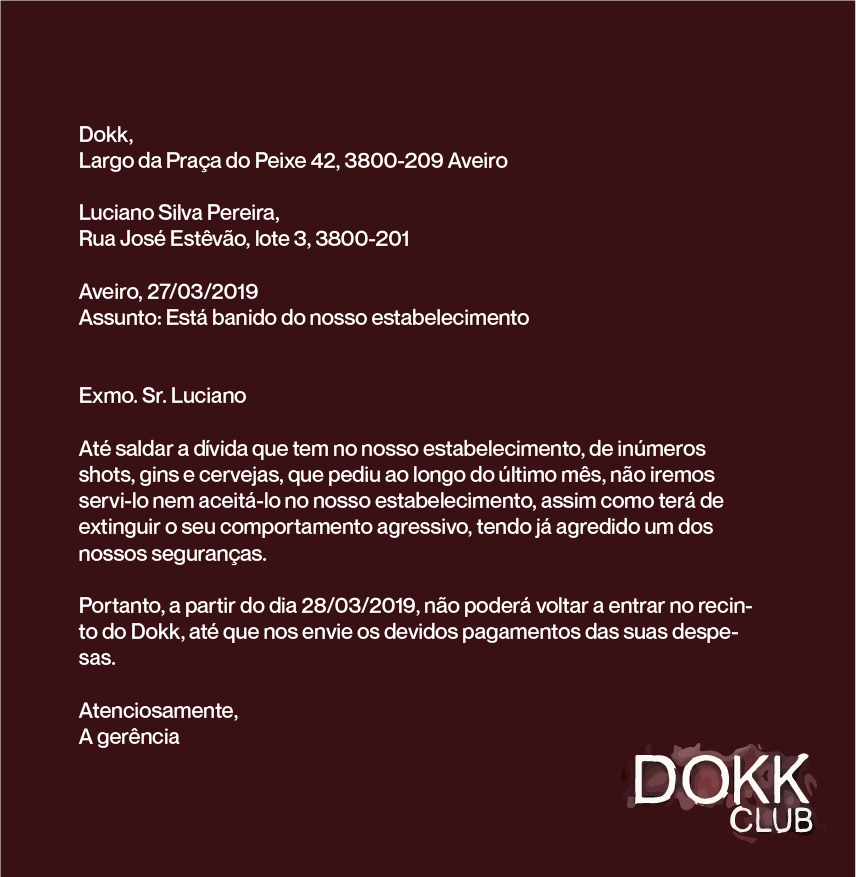 Dokk,
Largo da Praça do Peixe 42, 3800-209 Aveiro
Luciano Silva Pereira,
Rua José Estêvão, lote 3, 3800-201
Aveiro, 27/03/2019
Assunto: Está banido do nosso estabelecimento
Exmo. Sr. Luciano
Até saldar a dívida que tem no nosso estabelecimento, de inúmeros
shots, gins e cervejas, que pediu ao longo do último mês, não iremos
servi-lo nem aceitá-lo no nosso estabelecimento, assim como terá de
extinguir o seu comportamento agressivo, tendo já agredido um dos
nossos seguranças.
Portanto, a partir do dia 28/03/2019, não poderá voltar a entrar no recin-
to do Dokk, até que nos envie os devidos pagamentos das suas despe-
sas.
Atenciosamente,
A gerência
DOKK
CLUB